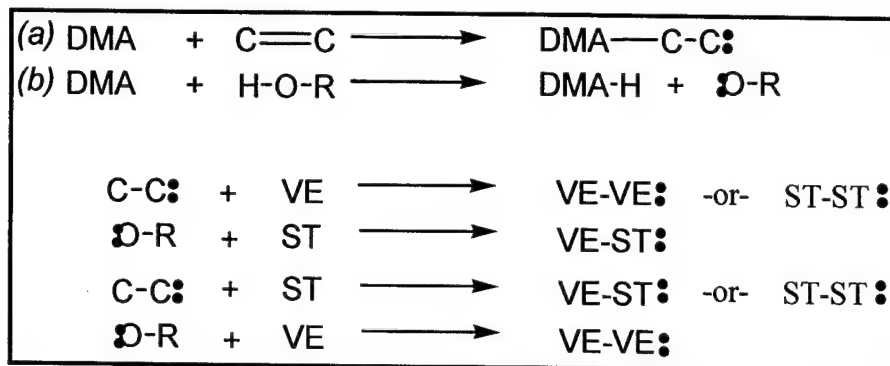 (a) DMA + C=C → DMA—C-C:
(b) DMA + H-O-R → DMA-H + :O-R
C-C: + VE → VE-VE: -or- ST-ST:
:O-R + ST → VE-ST:
C-C: + ST → VE-ST: -or- ST-ST:
:O-R + VE → VE-VE: